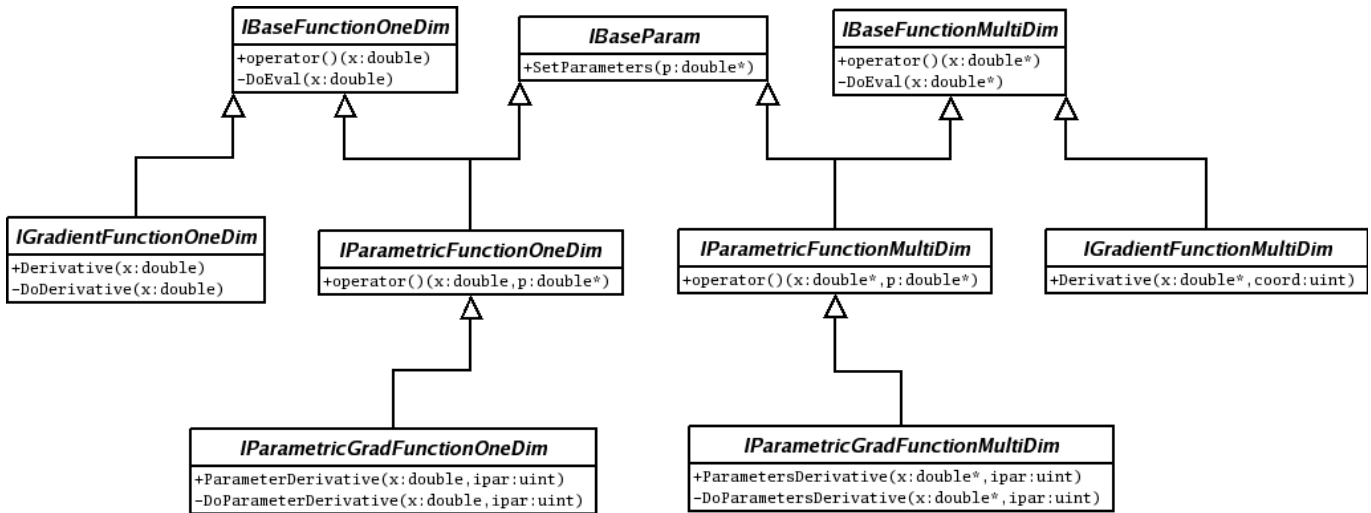 IBaseFunctionOneDim
+operator()(x:double)
-DoEval(x:double)
IBaseParam
+SetParameters(p:double*)
IBaseFunctionMultiDim
+operator()(x:double*)
-DoEval(x:double*)
IGradientFunctionOneDim
+Derivative(x:double)
-DoDerivative(x:double)
IParametricFunctionOneDim
+operator()(x:double,p:double*)
IParametricFunctionMultiDim
+operator()(x:double*,p:double*)
IGradientFunctionMultiDim
+Derivative(x:double*,coord:uint)
IParametricGradFunctionOneDim
+ParameterDerivative(x:double,ipar:uint)
-DoParameterDerivative(x:double,ipar:uint)
IParametricGradFunctionMultiDim
+ParametersDerivative(x:double*,ipar:uint)
-DoParametersDerivative(x:double*,ipar:uint)